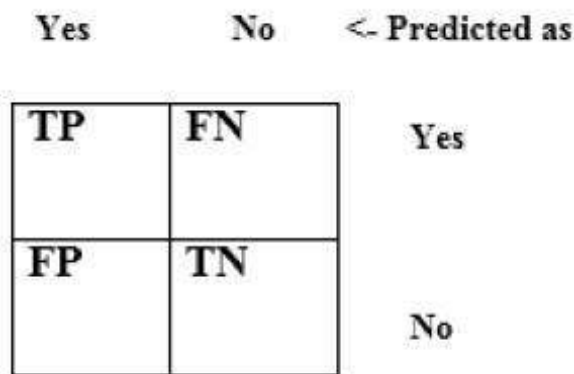 Yes No <- Predicted as
TP FN Yes
FP TN
No